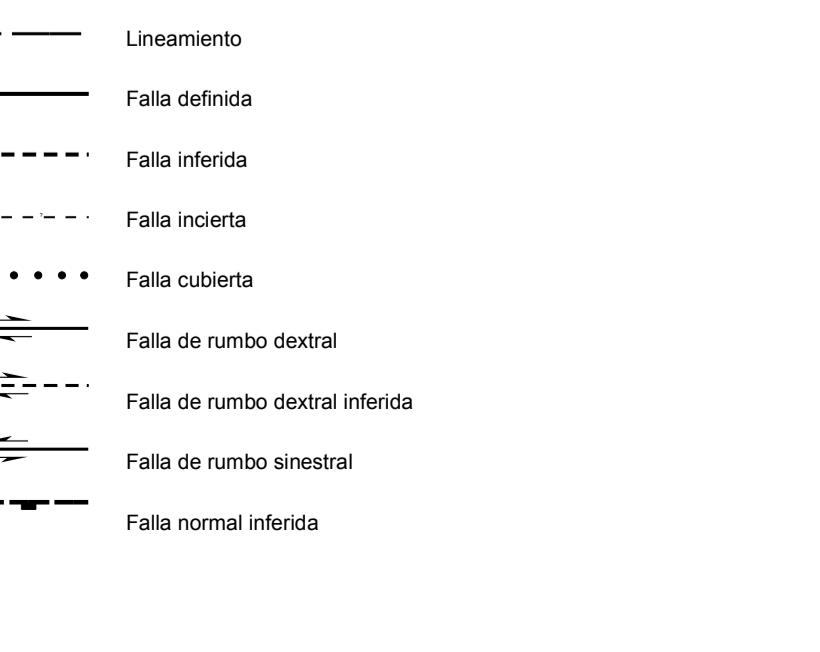 Lineamiento
Falla definida
Falla inferida
Falla incierta
Falla cubierta
Falla de rumbo dextral
Falla de rumbo dextral inferida
Falla de rumbo sinestral
Falla normal inferida